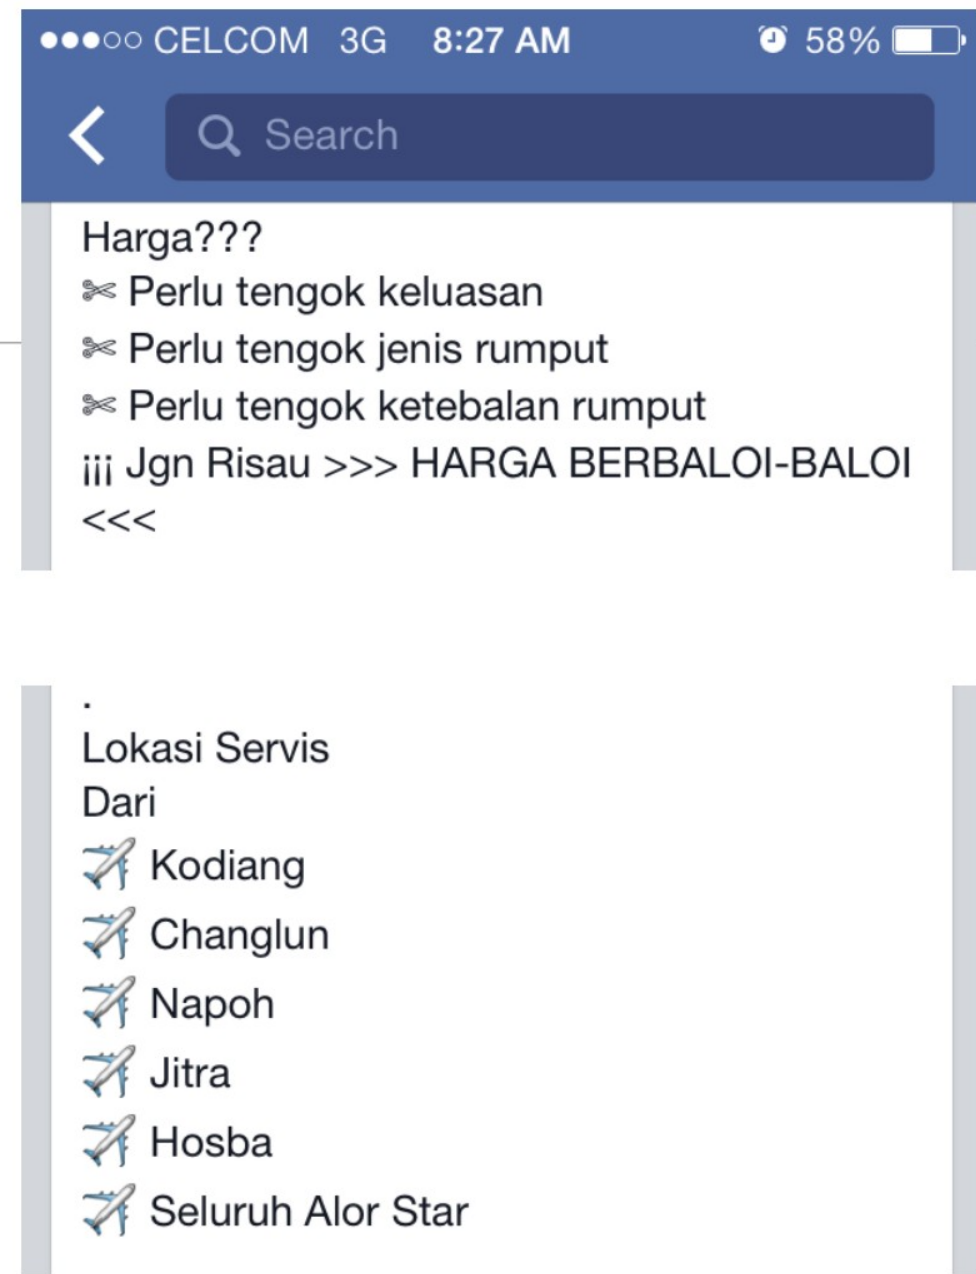 ●●●○○ CELCOM 3G 8:27 AM 58%
Search
Harga???
✂ Perlu tengok keluasan
✂ Perlu tengok jenis rumput
✂ Perlu tengok ketebalan rumput
¡¡¡ Jgn Risau >>> HARGA BERBALOI-BALOI
<<<
.
Lokasi Servis
Dari
✈ Kodiang
✈ Changlun
✈ Napoh
✈ Jitra
✈ Hosba
✈ Seluruh Alor Star